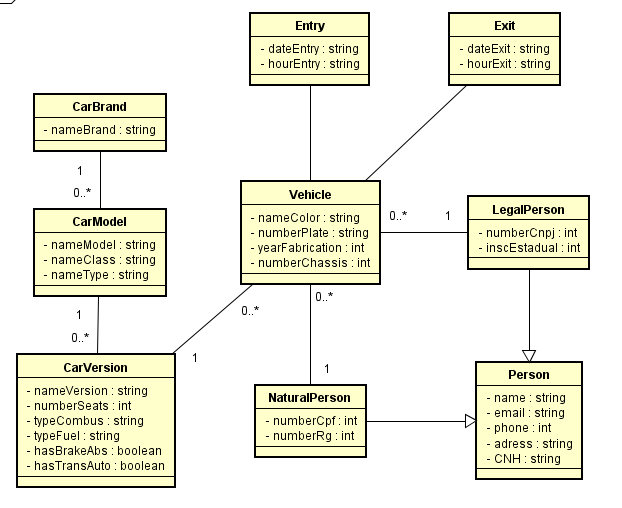 Entry
- dateEntry : string
- hourEntry : string
Exit
- dateExit : string
- hourExit : string
CarBrand
- nameBrand : string
1
0..*
CarModel
- nameModel : string
- nameClass : string
- nameType : string
1
0..*
CarVersion
- nameVersion : string
- numberSeats : int
- typeCombus : string
- typeFuel : string
- hasBrakeAbs : boolean
- hasTransAuto : boolean
Vehicle
- nameColor : string
- numberPlate : string
- yearFabrication : int
- numberChassis : int
0..*
1
0..*
1
0..*
1
LegalPerson
- numberCnpj : int
- inscEstadual : int
NaturalPerson
- numberCpf : int
- numberRg : int
Person
- name : string
- email : string
- phone : int
- adress : string
- CNH : string